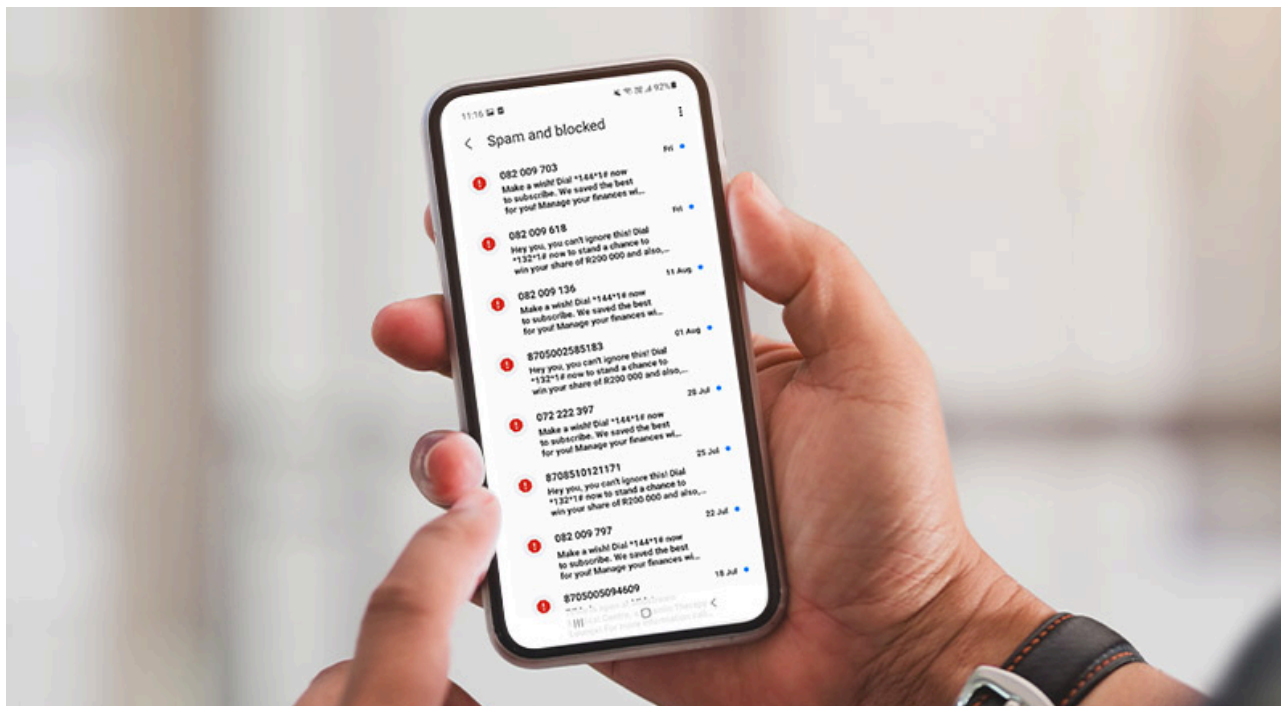 11:16
92%
Spam and blocked
082 009 703
Fri
Make a wish! Dial *144*1# now
to subscribe. We saved the best
for you! Manage your finances wi...
082 009 618
Fri
Hey you, you can't ignore this! Dial
*132*1# now to stand a chance to
win your share of R200 000 and also,...
082 009 136
11 Aug
Make a wish! Dial *144*1# now
to subscribe. We saved the best
for you! Manage your finances wi...
8705002585183
01 Aug
Hey you, you can't ignore this! Dial
*132*1# now to stand a chance to
win your share of R200 000 and also,...
072 222 397
28 Jul
Make a wish! Dial *144*1# now
to subscribe. We saved the best
for you! Manage your finances wi...
8708510121171
25 Jul
Hey you, you can't ignore this! Dial
*132*1# now to stand a chance to
win your share of R200 000 and also,...
082 009 797
22 Jul
Make a wish! Dial *144*1# now
to subscribe. We saved the best
for you! Manage your finances wi...
8705005094609
18 Jul